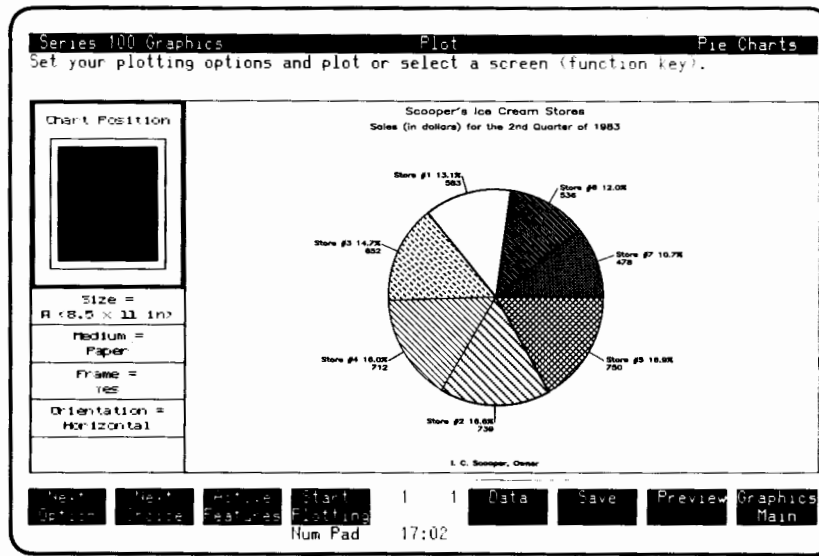 Series 100 Graphics Plot Pie Charts
Set your plotting options and plot or select a screen (function key).
Chart Position
Size =
A (8.5 x 11 in)
Medium =
Paper
Frame =
Yes
Orientation =
Horizontal
Scooper's Ice Cream Stores
Sales (in dollars) for the 2nd Quarter of 1983
Store #1 13.1%
583
Store #6 12.0%
536
Store #3 14.7%
652
Store #7 10.7%
478
Store #4 16.0%
712
Store #5 16.9%
750
Store #2 16.6%
739
I. C. Scooper, Owner
Next Next Start 1 1 Data Save Preview Graphics
Option Choice Features Plotting Main
Num Pad 17:02